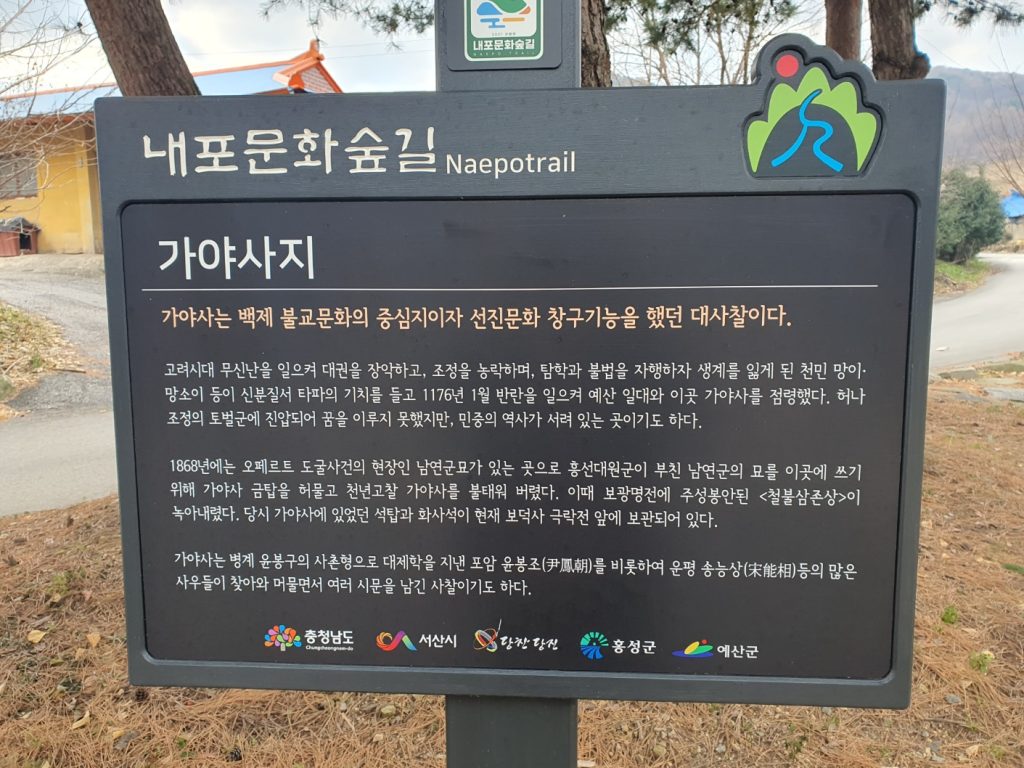 내포문화숲길
내포문화숲길 Naepotrail
가야사지
가야사는 백제 불교문화의 중심지이자 선진문화 창구기능을 했던 대사찰이다.
고려시대 무신난을 일으켜 대권을 장악하고, 조정을 농락하며, 탑학과 불법을 자행하자 생계를 잃게 된 천민 망이·
망소이 등이 신분질서 타파의 기치를 들고 1176년 1월 반란을 일으켜 예산 일대와 이곳 가야사를 점령했다. 허나
조정의 토벌군에 진압되어 꿈을 이루지 못했지만, 민중의 역사가 서려 있는 곳이기도 하다.
1868년에는 오페르트 도굴사건의 현장인 남연군묘가 있는 곳으로 흥선대원군이 부친 남연군의 묘를 이곳에 쓰기
위해 가야사 금탑을 허물고 천년고찰 가야사를 불태워 버렸다. 이때 보광명전에 주성봉안된 <철불삼존상>이
녹아내렸다. 당시 가야사에 있었던 석탑과 화사석이 현재 보덕사 극락전 앞에 보관되어 있다.
가야사는 병계 윤봉구의 사촌형으로 대제학을 지낸 포암 윤봉조(尹鳳朝)를 비롯하여 운평 송능상(宋能相)등의 많은
사우들이 찾아와 머물면서 여러 시문을 남긴 사찰이기도 하다.
충청남도 서산시 당찬당진 홍성군 예산군
Chungcheongnam-do